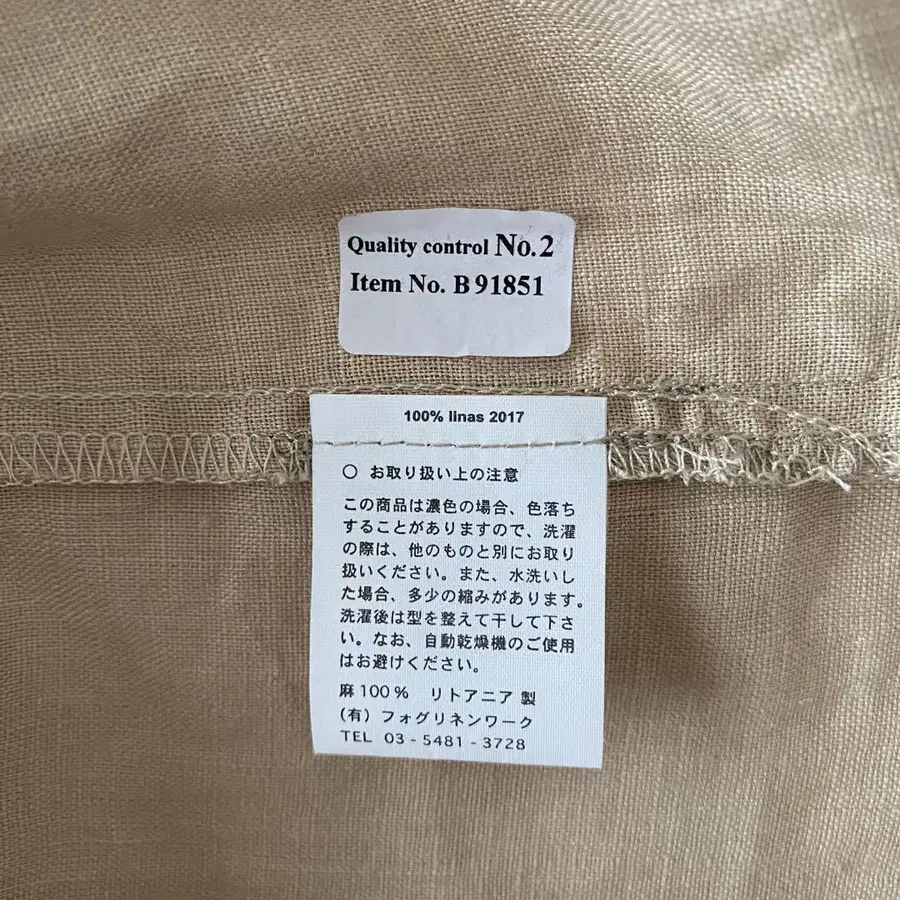 Quality control No.2
Item No. B91851
100% linas 2017
○ お取り扱い上の注意
この商品は濃色の場合、色落ち
することがありますので、洗濯
の際は、他のものと別にお取り
扱いください。また、水洗いし
た場合、多少の縮みがあります。
洗濯後は型を整えて干して下さ
い。なお、自動乾燥機のご使用
はお避けください。
麻100% リトアニア製
(有) フォグリネンワーク
TEL 03-5481-3728